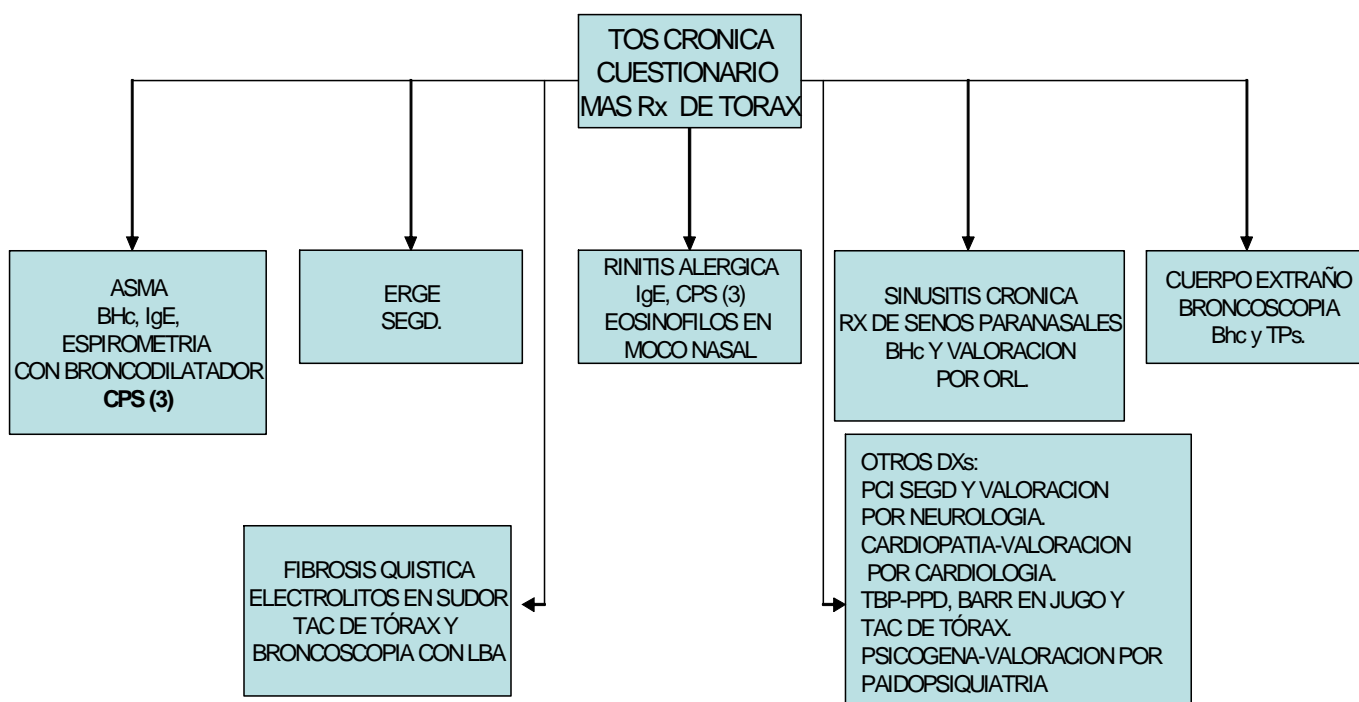 TOS CRONICA
CUESTIONARIO
MAS Rx DE TORAX
ASMA
BHc, IgE,
ESPIROMETRIA
CON BRONCODILATADOR
CPS (3)
ERGE
SEGD.
RINITIS ALERGICA
IgE, CPS (3)
EOSINOFILOS EN
MOCO NASAL
SINUSITIS CRONICA
RX DE SENOS PARANASALES
BHc Y VALORACION
POR ORL.
CUERPO EXTRAÑO
BRONCOSCOPIA
Bhc y TPs.
FIBROSIS QUISTICA
ELECTROLITOS EN SUDOR
TAC DE TÓRAX Y
BRONCOSCOPIA CON LBA
OTROS DXs:
PCI SEGD Y VALORACION
POR NEUROLOGIA.
CARDIOPATIA-VALORACION
POR CARDIOLOGIA.
TBP-PPD, BARR EN JUGO Y
TAC DE TÓRAX.
PSICOGENA-VALORACION POR
PAIDOPSIQUIATRIA